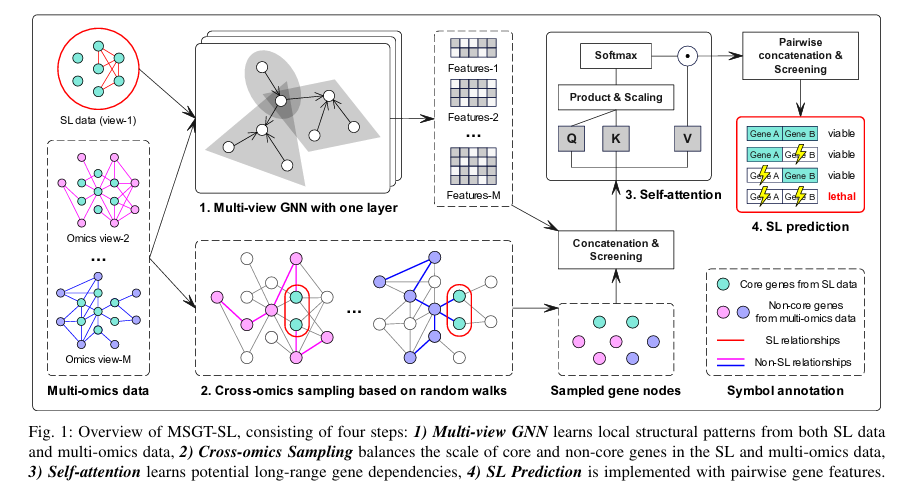 SL data (view-1)
Omics view-2
...
Omics view-M
Multi-omics data
1. Multi-view GNN with one layer
Features-1
Features-2
...
Features-M
...
2. Cross-omics sampling based on random walks
Softmax
Product & Scaling
Q K V
3. Self-attention
Concatenation &
Screening
Sampled gene nodes
Pairwise
concatenation &
Screening
Gene A Gene B viable
Gene A Gene B viable
Gene A Gene B viable
Gene A Gene B lethal
4. SL prediction
Core genes from SL data
Non-core genes
from multi-omics data
SL relationships
Non-SL relationships
Symbol annotation
Fig. 1: Overview of MSGT-SL, consisting of four steps: 1) Multi-view GNN learns local structural patterns from both SL data
and multi-omics data, 2) Cross-omics Sampling balances the scale of core and non-core genes in the SL and multi-omics data,
3) Self-attention learns potential long-range gene dependencies, 4) SL Prediction is implemented with pairwise gene features.